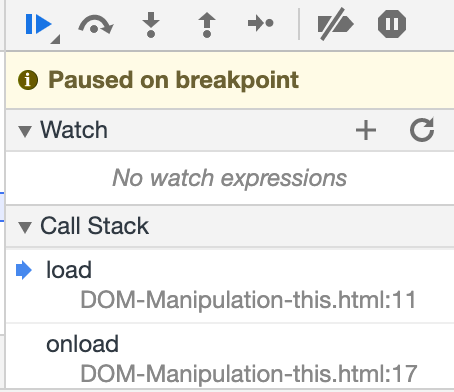 Paused on breakpoint
Watch
No watch expressions
Call Stack
load
DOM-Manipulation-this.html:11
onload
DOM-Manipulation-this.html:17